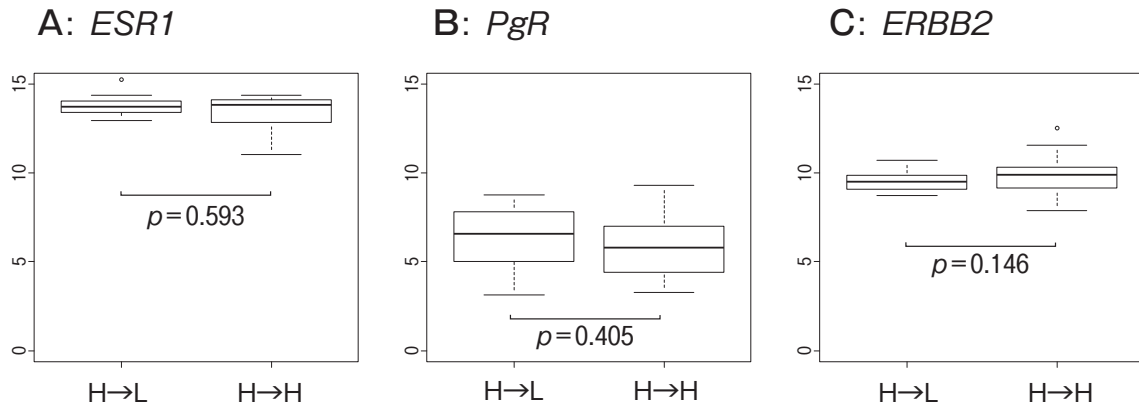 A: ESR1
15
10
5
0
p=0.593
H→L
H→H
B: PgR
15
10
5
0
p=0.405
H→L
H→H
C: ERBB2
15
10
5
0
p=0.146
H→L
H→H